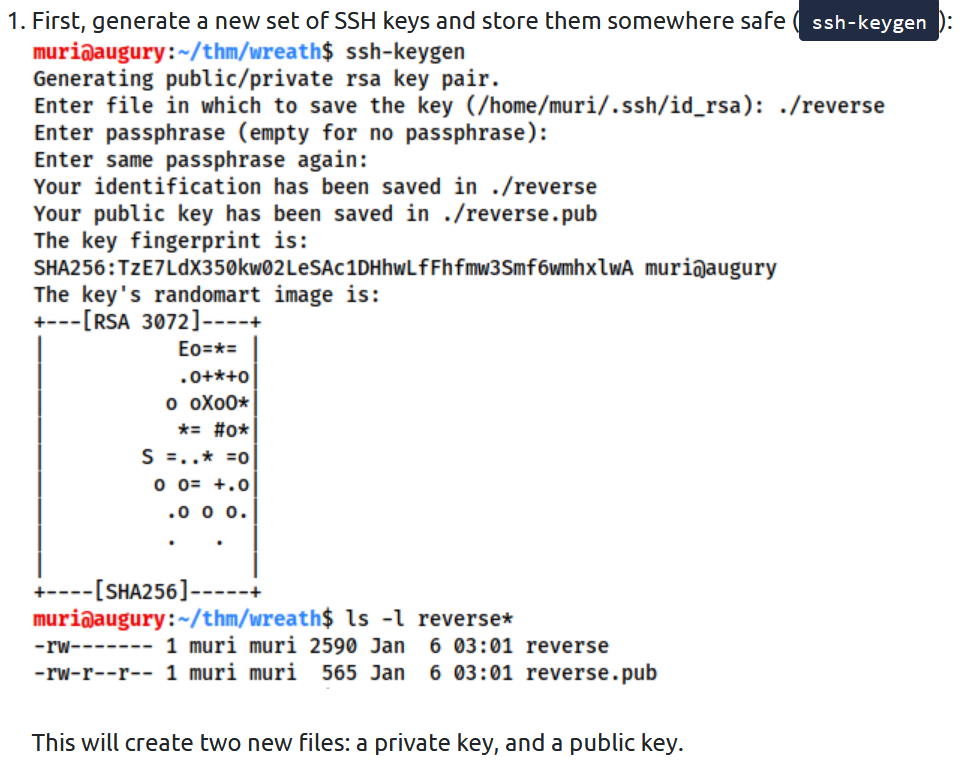 1. First, generate a new set of SSH keys and store them somewhere safe ( ssh-keygen ):
muri@augury:~/thm/wreath$ ssh-keygen
Generating public/private rsa key pair.
Enter file in which to save the key (/home/muri/.ssh/id_rsa): ./reverse
Enter passphrase (empty for no passphrase):
Enter same passphrase again:
Your identification has been saved in ./reverse
Your public key has been saved in ./reverse.pub
The key fingerprint is:
SHA256:TzE7LdX350kw02LeSAc1DHhwLfFhfmw3Smf6wmhxlwA muri@augury
The key's randomart image is:
+---[RSA 3072]----+
|           Eo=*= |
|           .o+*+o|
|          o oXoO*|
|           *= #o*|
|        S =..* =o|
|         o o= +.o|
|          .o o o.|
|          .   .  |
|                 |
+----[SHA256]-----+
muri@augury:~/thm/wreath$ ls -l reverse*
-rw------- 1 muri muri 2590 Jan  6 03:01 reverse
-rw-r--r-- 1 muri muri  565 Jan  6 03:01 reverse.pub
This will create two new files: a private key, and a public key.